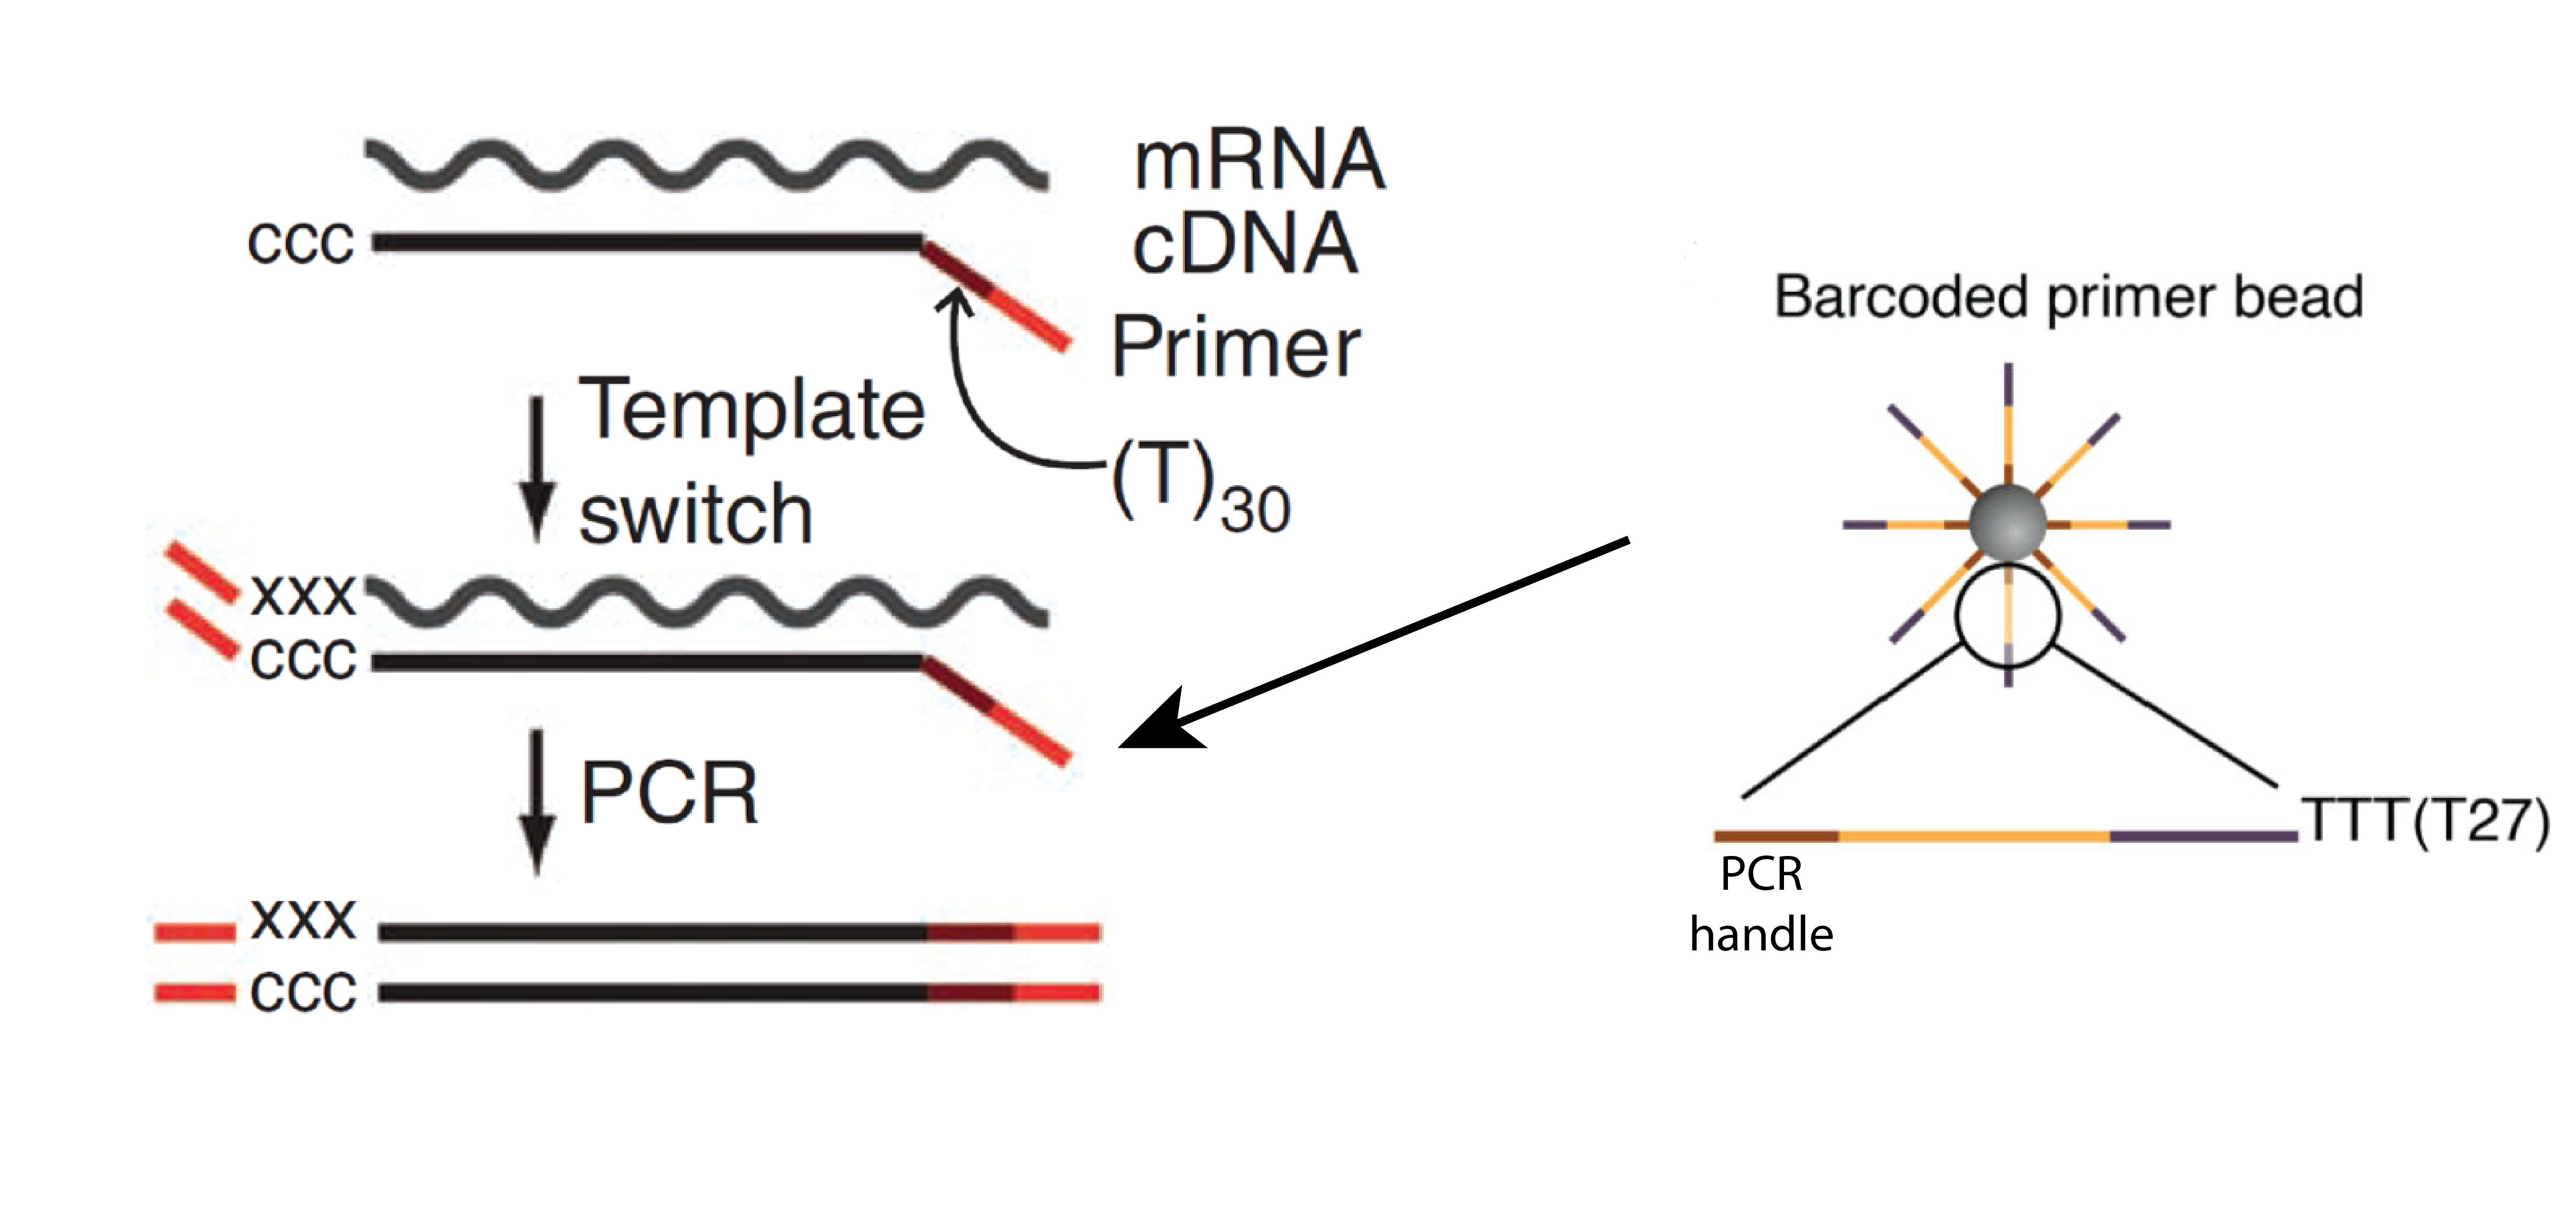 mRNA
CCC cDNA
Primer
Template
switch
(T)30
XXX
CCC
PCR
XXX
CCC
Barcoded primer bead
TTT(T27)
PCR
handle